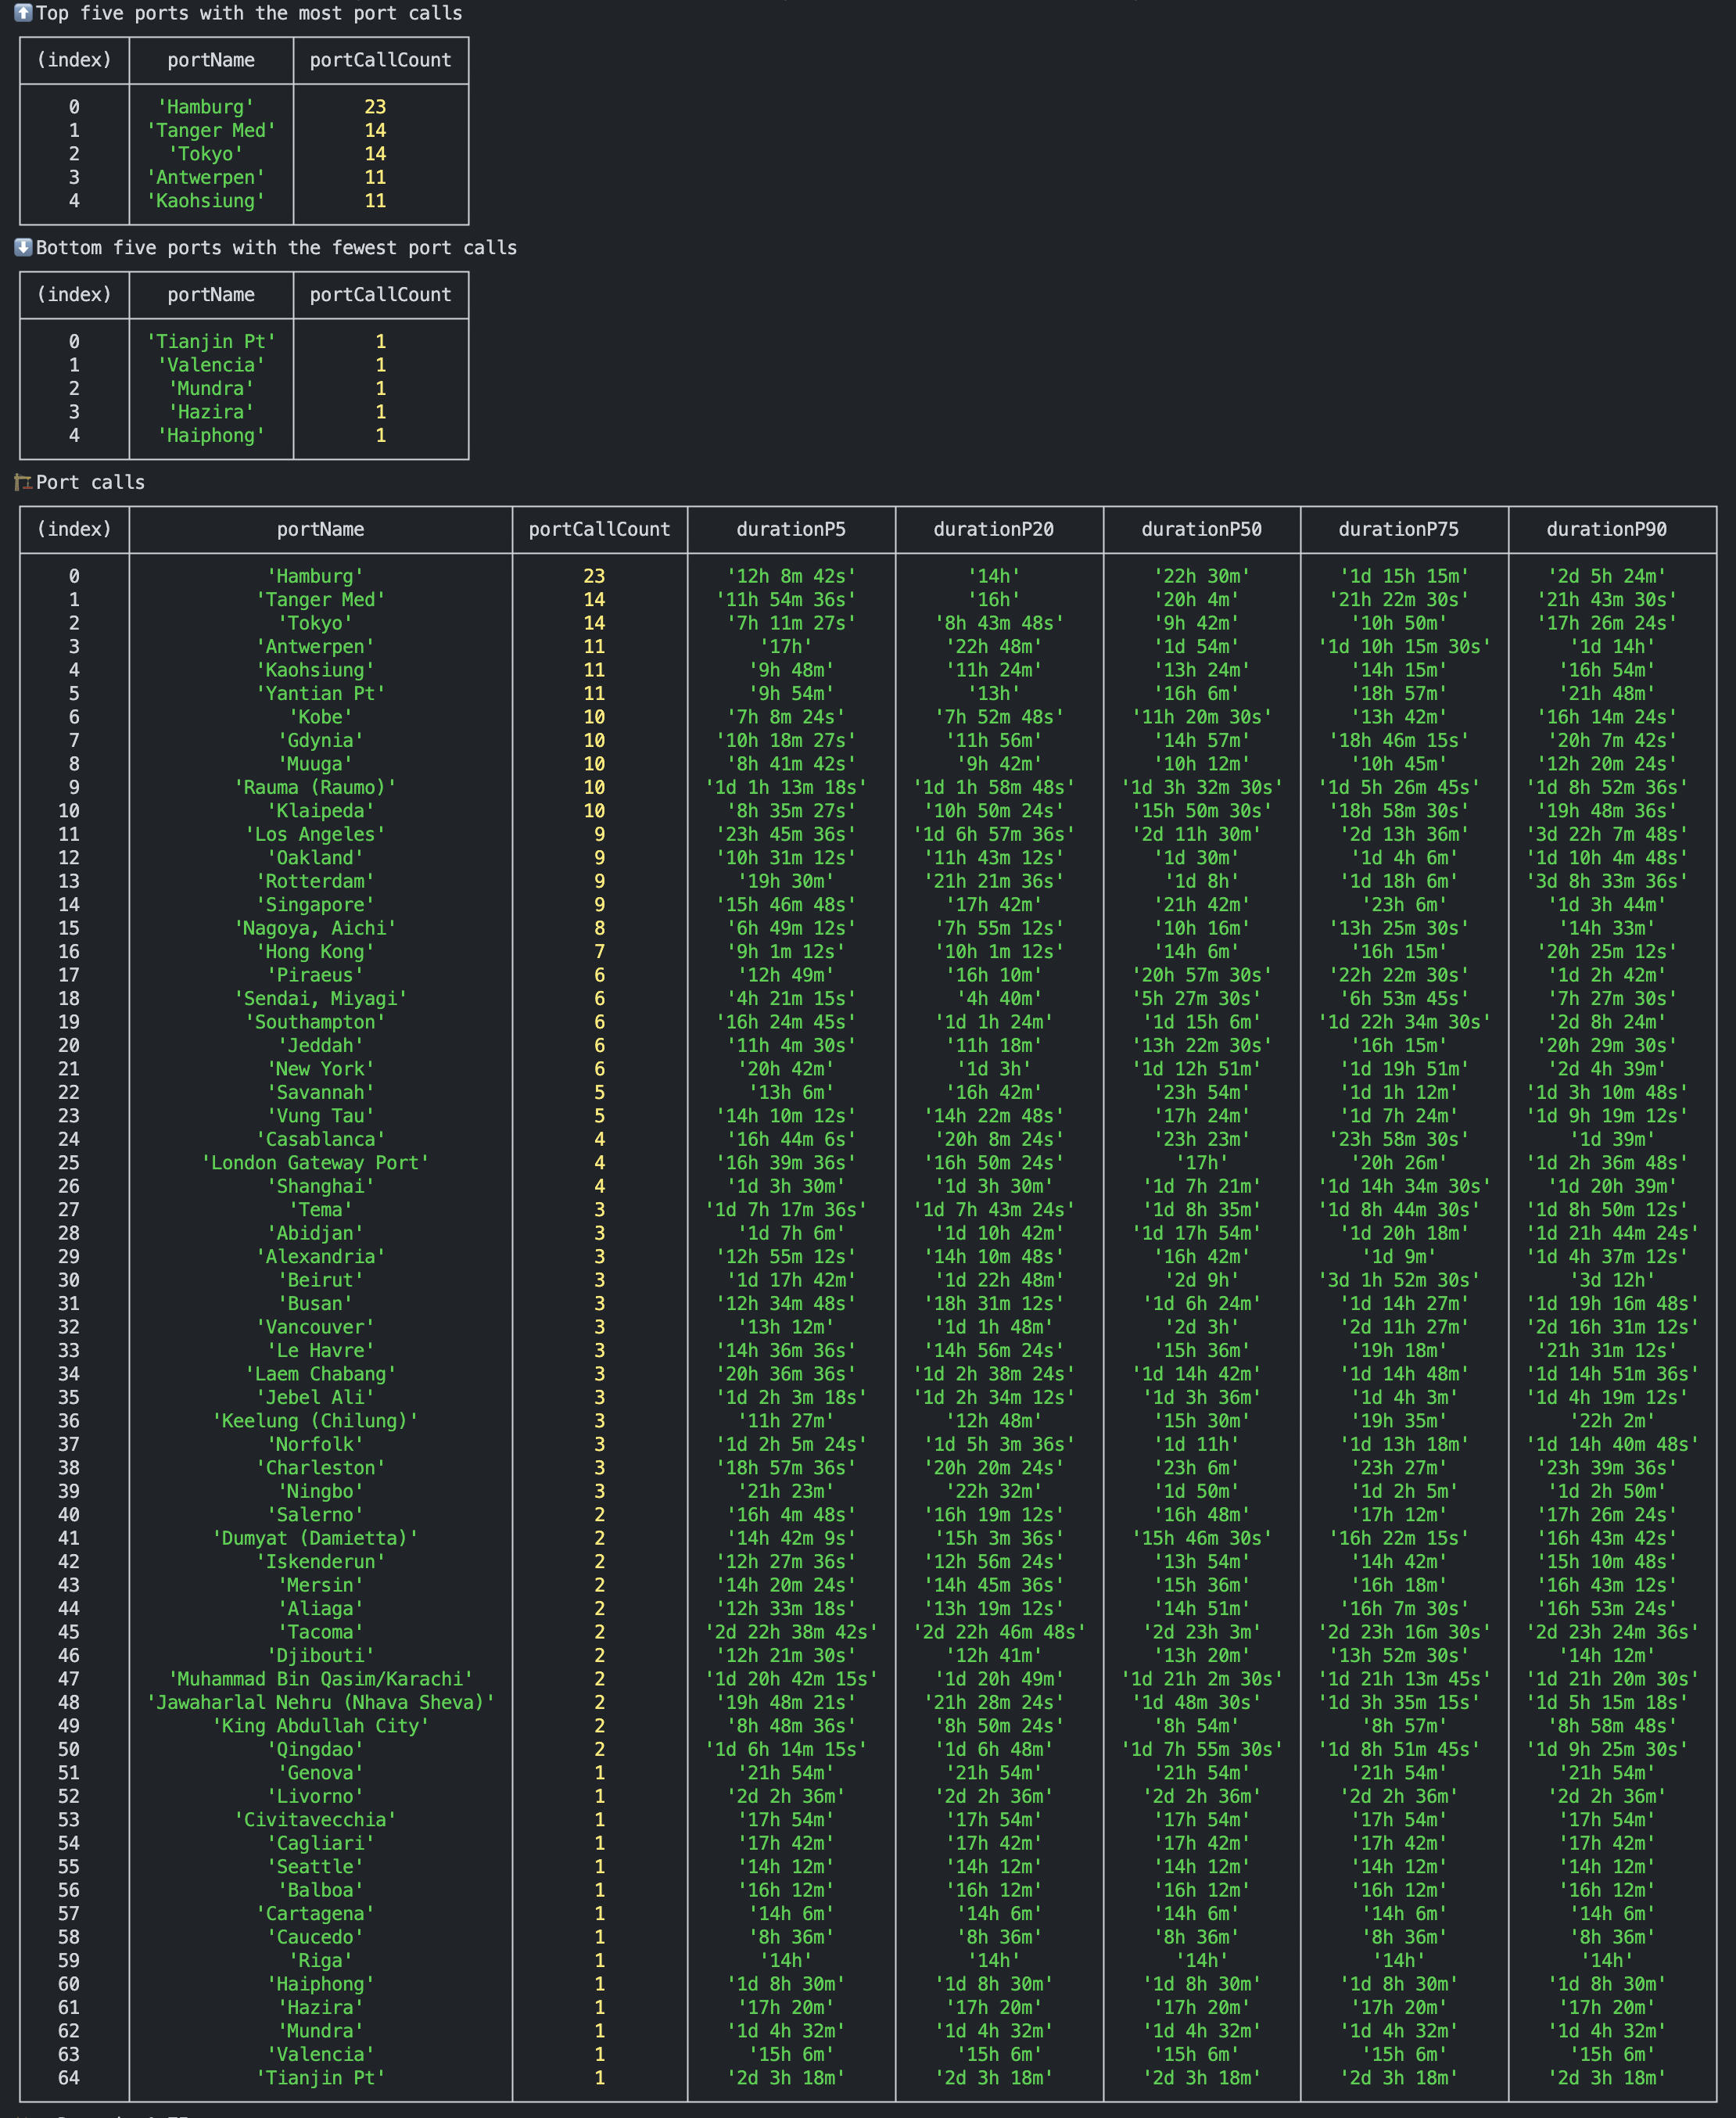 ⬆️Top five ports with the most port calls
(index) portName portCallCount
0 'Hamburg' 23
1 'Tanger Med' 14
2 'Tokyo' 14
3 'Antwerpen' 11
4 'Kaohsiung' 11
⬇️Bottom five ports with the fewest port calls
(index) portName portCallCount
0 'Tianjin Pt' 1
1 'Valencia' 1
2 'Mundra' 1
3 'Hazira' 1
4 'Haiphong' 1
🏗️Port calls
(index) portName portCallCount durationP5 durationP20 durationP50 durationP75 durationP90
0 'Hamburg' 23 '12h 8m 42s' '14h' '22h 30m' '1d 15h 15m' '2d 5h 24m'
1 'Tanger Med' 14 '11h 54m 36s' '16h' '20h 4m' '21h 22m 30s' '21h 43m 30s'
2 'Tokyo' 14 '7h 11m 27s' '8h 43m 48s' '9h 42m' '10h 50m' '17h 26m 24s'
3 'Antwerpen' 11 '17h' '22h 48m' '1d 54m' '1d 10h 15m 30s' '1d 14h'
4 'Kaohsiung' 11 '9h 48m' '11h 24m' '13h 24m' '14h 15m' '16h 54m'
5 'Yantian Pt' 11 '9h 54m' '13h' '16h 6m' '18h 57m' '21h 48m'
6 'Kobe' 10 '7h 8m 24s' '7h 52m 48s' '11h 20m 30s' '13h 42m' '16h 14m 24s'
7 'Gdynia' 10 '10h 18m 27s' '11h 56m' '14h 57m' '18h 46m 15s' '20h 7m 42s'
8 'Muuga' 10 '8h 41m 42s' '9h 42m' '10h 12m' '10h 45m' '12h 20m 24s'
9 'Rauma (Raumo)' 10 '1d 1h 13m 18s' '1d 1h 58m 48s' '1d 3h 32m 30s' '1d 5h 26m 45s' '1d 8h 52m 36s'
10 'Klaipeda' 10 '8h 35m 27s' '10h 50m 24s' '15h 50m 30s' '18h 58m 30s' '19h 48m 36s'
11 'Los Angeles' 9 '23h 45m 36s' '1d 6h 57m 36s' '2d 11h 30m' '2d 13h 36m' '3d 22h 7m 48s'
12 'Oakland' 9 '10h 31m 12s' '11h 43m 12s' '1d 30m' '1d 4h 6m' '1d 10h 4m 48s'
13 'Rotterdam' 9 '19h 30m' '21h 21m 36s' '1d 8h' '1d 18h 6m' '3d 8h 33m 36s'
14 'Singapore' 9 '15h 46m 48s' '17h 42m' '21h 42m' '23h 6m' '1d 3h 44m'
15 'Nagoya, Aichi' 8 '6h 49m 12s' '7h 55m 12s' '10h 16m' '13h 25m 30s' '14h 33m'
16 'Hong Kong' 7 '9h 1m 12s' '10h 1m 12s' '14h 6m' '16h 15m' '20h 25m 12s'
17 'Piraeus' 6 '12h 49m' '16h 10m' '20h 57m 30s' '22h 22m 30s' '1d 2h 42m'
18 'Sendai, Miyagi' 6 '4h 21m 15s' '4h 40m' '5h 27m 30s' '6h 53m 45s' '7h 27m 30s'
19 'Southampton' 6 '16h 24m 45s' '1d 1h 24m' '1d 15h 6m' '1d 22h 34m 30s' '2d 8h 24m'
20 'Jeddah' 6 '11h 4m 30s' '11h 18m' '13h 22m 30s' '16h 15m' '20h 29m 30s'
21 'New York' 6 '20h 42m' '1d 3h' '1d 12h 51m' '1d 19h 51m' '2d 4h 39m'
22 'Savannah' 5 '13h 6m' '16h 42m' '23h 54m' '1d 1h 12m' '1d 3h 10m 48s'
23 'Vung Tau' 5 '14h 10m 12s' '14h 22m 48s' '17h 24m' '1d 7h 24m' '1d 9h 19m 12s'
24 'Casablanca' 4 '16h 44m 6s' '20h 8m 24s' '23h 23m' '23h 58m 30s' '1d 39m'
25 'London Gateway Port' 4 '16h 39m 36s' '16h 50m 24s' '17h' '20h 26m' '1d 2h 36m 48s'
26 'Shanghai' 4 '1d 3h 30m' '1d 3h 30m' '1d 7h 21m' '1d 14h 34m 30s' '1d 20h 39m'
27 'Tema' 3 '1d 7h 17m 36s' '1d 7h 43m 24s' '1d 8h 35m' '1d 8h 44m 30s' '1d 8h 50m 12s'
28 'Abidjan' 3 '1d 7h 6m' '1d 10h 42m' '1d 17h 54m' '1d 20h 18m' '1d 21h 44m 24s'
29 'Alexandria' 3 '12h 55m 12s' '14h 10m 48s' '16h 42m' '1d 9m' '1d 4h 37m 12s'
30 'Beirut' 3 '1d 17h 42m' '1d 22h 48m' '2d 9h' '3d 1h 52m 30s' '3d 12h'
31 'Busan' 3 '12h 34m 48s' '18h 31m 12s' '1d 6h 24m' '1d 14h 27m' '1d 19h 16m 48s'
32 'Vancouver' 3 '13h 12m' '1d 1h 48m' '2d 3h' '2d 11h 27m' '2d 16h 31m 12s'
33 'Le Havre' 3 '14h 36m 36s' '14h 56m 24s' '15h 36m' '19h 18m' '21h 31m 12s'
34 'Laem Chabang' 3 '20h 36m 36s' '1d 2h 38m 24s' '1d 14h 42m' '1d 14h 48m' '1d 14h 51m 36s'
35 'Jebel Ali' 3 '1d 2h 3m 18s' '1d 2h 34m 12s' '1d 3h 36m' '1d 4h 3m' '1d 4h 19m 12s'
36 'Keelung (Chilung)' 3 '11h 27m' '12h 48m' '15h 30m' '19h 35m' '22h 2m'
37 'Norfolk' 3 '1d 2h 5m 24s' '1d 5h 3m 36s' '1d 11h' '1d 13h 18m' '1d 14h 40m 48s'
38 'Charleston' 3 '18h 57m 36s' '20h 20m 24s' '23h 6m' '23h 27m' '23h 39m 36s'
39 'Ningbo' 3 '21h 23m' '22h 32m' '1d 50m' '1d 2h 5m' '1d 2h 50m'
40 'Salerno' 2 '16h 4m 48s' '16h 19m 12s' '16h 48m' '17h 12m' '17h 26m 24s'
41 'Dumyat (Damietta)' 2 '14h 42m 9s' '15h 3m 36s' '15h 46m 30s' '16h 22m 15s' '16h 43m 42s'
42 'Iskenderun' 2 '12h 27m 36s' '12h 56m 24s' '13h 54m' '14h 42m' '15h 10m 48s'
43 'Mersin' 2 '14h 20m 24s' '14h 45m 36s' '15h 36m' '16h 18m' '16h 43m 12s'
44 'Aliaga' 2 '12h 33m 18s' '13h 19m 12s' '14h 51m' '16h 7m 30s' '16h 53m 24s'
45 'Tacoma' 2 '2d 22h 38m 42s' '2d 22h 46m 48s' '2d 23h 3m' '2d 23h 16m 30s' '2d 23h 24m 36s'
46 'Djibouti' 2 '12h 21m 30s' '12h 41m' '13h 20m' '13h 52m 30s' '14h 12m'
47 'Muhammad Bin Qasim/Karachi' 2 '1d 20h 42m 15s' '1d 20h 49m' '1d 21h 2m 30s' '1d 21h 13m 45s' '1d 21h 20m 30s'
48 'Jawaharlal Nehru (Nhava Sheva)' 2 '19h 48m 21s' '21h 28m 24s' '1d 48m 30s' '1d 3h 35m 15s' '1d 5h 15m 18s'
49 'King Abdullah City' 2 '8h 48m 36s' '8h 50m 24s' '8h 54m' '8h 57m' '8h 58m 48s'
50 'Qingdao' 2 '1d 6h 14m 15s' '1d 6h 48m' '1d 7h 55m 30s' '1d 8h 51m 45s' '1d 9h 25m 30s'
51 'Genova' 1 '21h 54m' '21h 54m' '21h 54m' '21h 54m' '21h 54m'
52 'Livorno' 1 '2d 2h 36m' '2d 2h 36m' '2d 2h 36m' '2d 2h 36m' '2d 2h 36m'
53 'Civitavecchia' 1 '17h 54m' '17h 54m' '17h 54m' '17h 54m' '17h 54m'
54 'Cagliari' 1 '17h 42m' '17h 42m' '17h 42m' '17h 42m' '17h 42m'
55 'Seattle' 1 '14h 12m' '14h 12m' '14h 12m' '14h 12m' '14h 12m'
56 'Balboa' 1 '16h 12m' '16h 12m' '16h 12m' '16h 12m' '16h 12m'
57 'Cartagena' 1 '14h 6m' '14h 6m' '14h 6m' '14h 6m' '14h 6m'
58 'Caucedo' 1 '8h 36m' '8h 36m' '8h 36m' '8h 36m' '8h 36m'
59 'Riga' 1 '14h' '14h' '14h' '14h' '14h'
60 'Haiphong' 1 '1d 8h 30m' '1d 8h 30m' '1d 8h 30m' '1d 8h 30m' '1d 8h 30m'
61 'Hazira' 1 '17h 20m' '17h 20m' '17h 20m' '17h 20m' '17h 20m'
62 'Mundra' 1 '1d 4h 32m' '1d 4h 32m' '1d 4h 32m' '1d 4h 32m' '1d 4h 32m'
63 'Valencia' 1 '15h 6m' '15h 6m' '15h 6m' '15h 6m' '15h 6m'
64 'Tianjin Pt' 1 '2d 3h 18m' '2d 3h 18m' '2d 3h 18m' '2d 3h 18m' '2d 3h 18m'